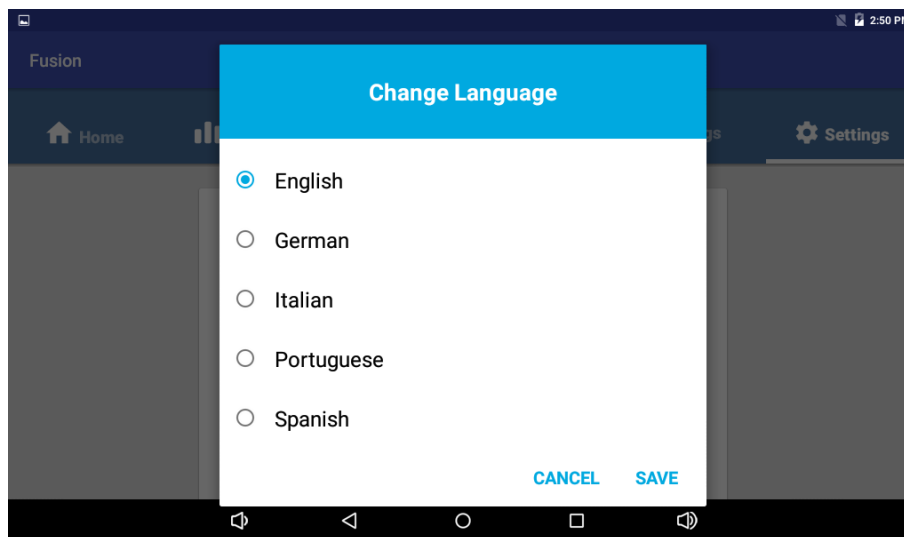 2:50 PM
Fusion
Change Language
Home
Settings
English
German
Italian
Portuguese
Spanish
CANCEL SAVE